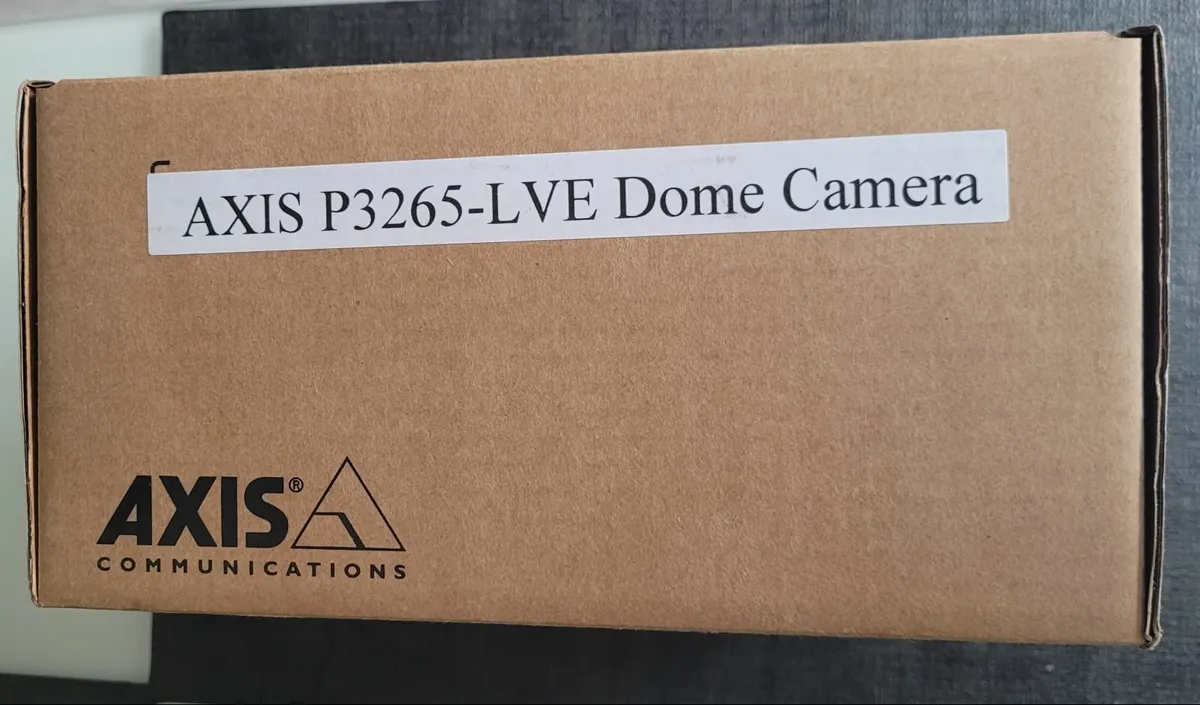 AXIS P3265-LVE Dome Camera
AXIS®
COMMUNICATIONS